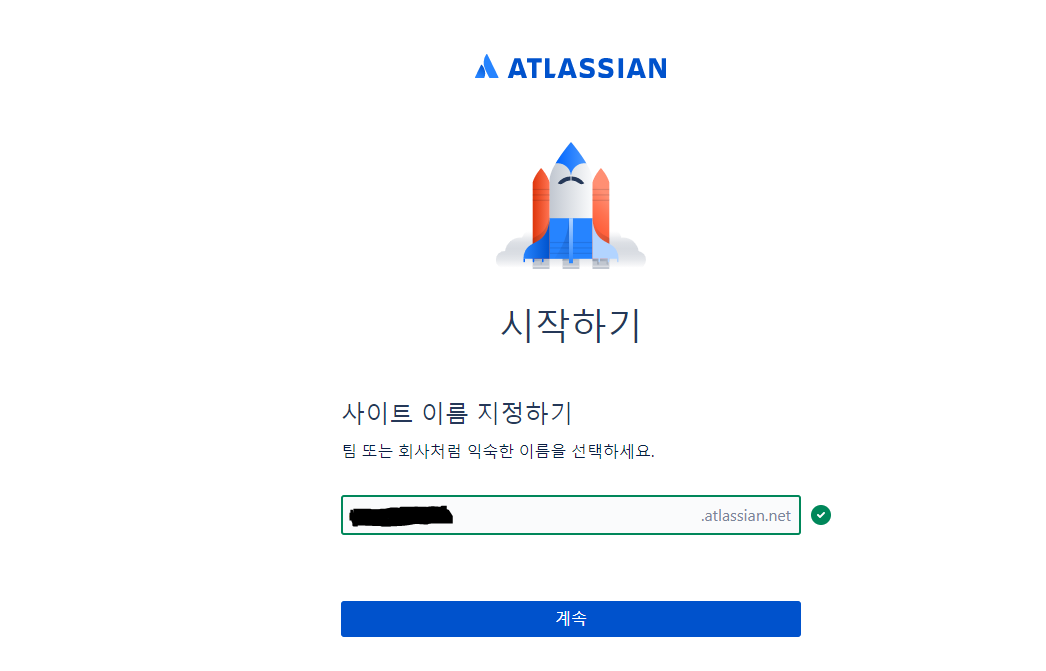 ATLASSIAN
시작하기
사이트 이름 지정하기
팀 또는 회사처럼 익숙한 이름을 선택하세요.
.atlassian.net
계속